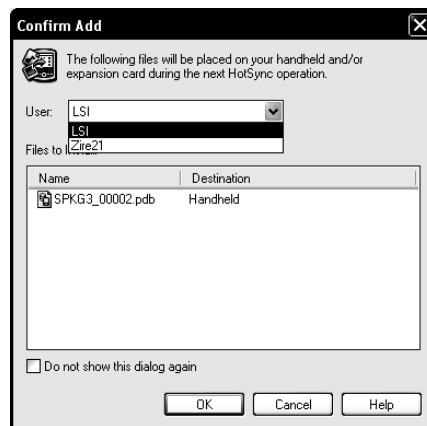 Confirm Add
The following files will be placed on your handheld and/or
expansion card during the next HotSync operation.
User: LSI
LSI
Zire21
Files to
Name Destination
SPKG3_00002.pdb Handheld
Do not show this dialog again
OK Cancel Help